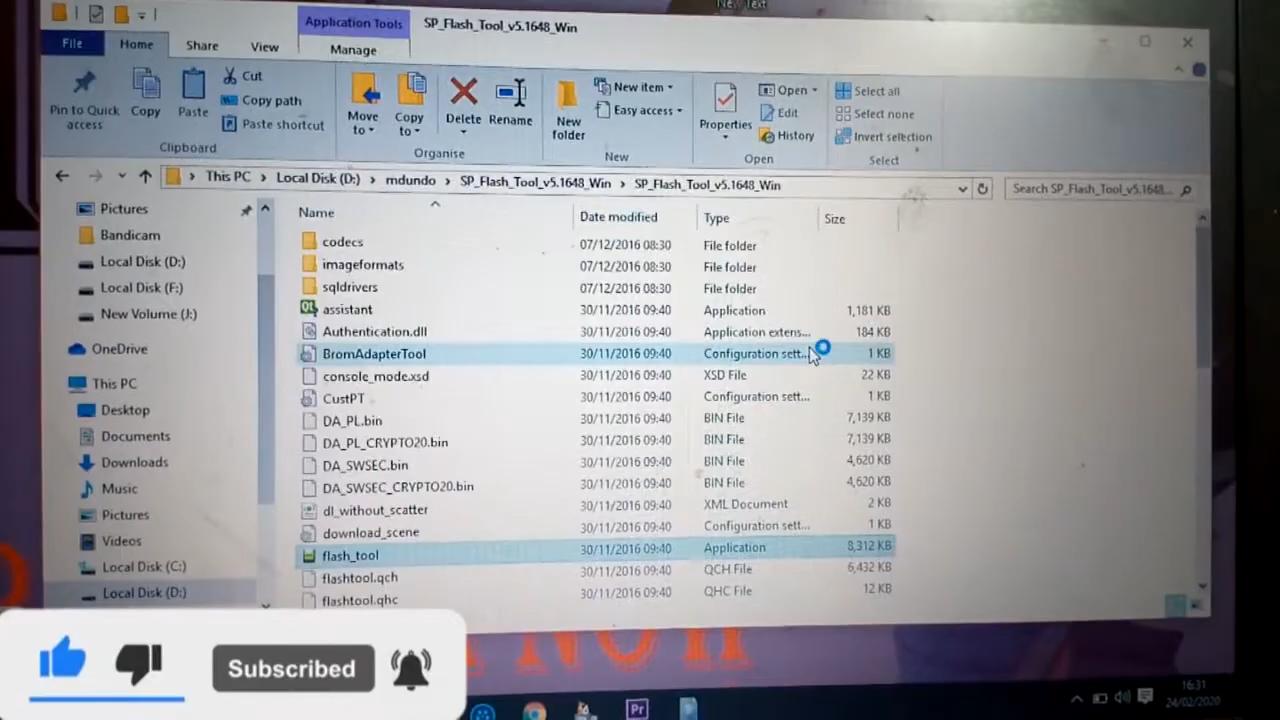 New Text
Application Tools
SP_Flash_Tool_v5.1648_Win
File
Home
Share
View
Manage
Pin to Quick access
Copy
Paste
Cut
Copy path
Paste shortcut
Clipboard
Move to
Copy to
Delete
Rename
Organise
New folder
New item
Easy access
New
Properties
Open
Edit
History
Open
Select all
Select none
Invert selection
Select
This PC > Local Disk (D:) > mdundo > SP_Flash_Tool_v5.1648_Win > SP_Flash_Tool_v5.1648_Win
Search SP_Flash_Tool_v5.1648...
Pictures
Bandicam
Local Disk (D:)
Local Disk (F:)
New Volume (J:)
OneDrive
This PC
Desktop
Documents
Downloads
Music
Pictures
Videos
Local Disk (C:)
Local Disk (D:)
Name Date modified Type Size
codecs 07/12/2016 08:30 File folder
imageformats 07/12/2016 08:30 File folder
sqldrivers 07/12/2016 08:30 File folder
assistant 30/11/2016 09:40 Application 1,181 KB
Authentication.dll 30/11/2016 09:40 Application extens... 184 KB
BromAdapterTool 30/11/2016 09:40 Configuration sett... 1 KB
console_mode.xsd 30/11/2016 09:40 XSD File 22 KB
CustPT 30/11/2016 09:40 Configuration sett... 1 KB
DA_PL.bin 30/11/2016 09:40 BIN File 7,139 KB
DA_PL_CRYPTO20.bin 30/11/2016 09:40 BIN File 7,139 KB
DA_SWSEC.bin 30/11/2016 09:40 BIN File 4,620 KB
DA_SWSEC_CRYPTO20.bin 30/11/2016 09:40 BIN File 4,620 KB
dl_without_scatter 30/11/2016 09:40 XML Document 2 KB
download_scene 30/11/2016 09:40 Configuration sett... 1 KB
flash_tool 30/11/2016 09:40 Application 8,312 KB
flashtool.qch 30/11/2016 09:40 QCH File 6,432 KB
flashtool.qhc 30/11/2016 09:40 QHC File 12 KB
Subscribed
Pr
16:31
24/02/2020